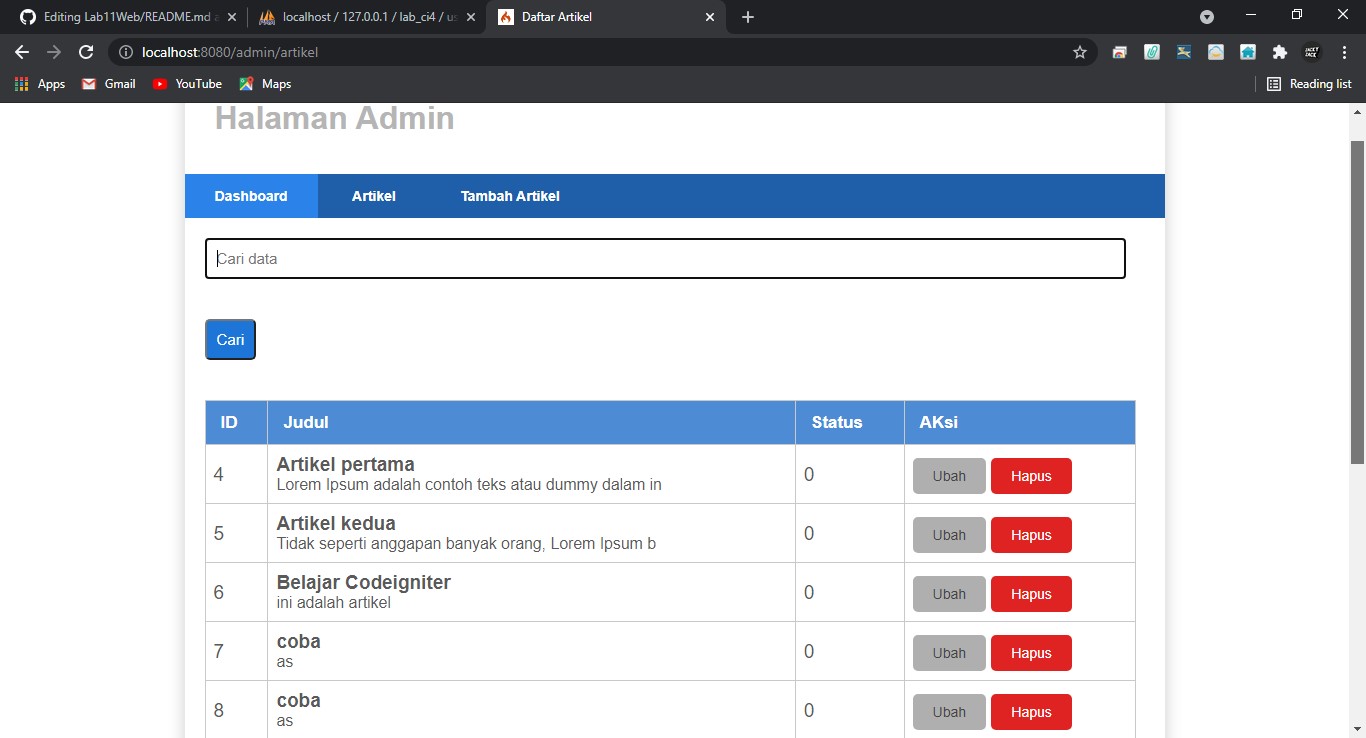 Editing Lab11Web/README.md
localhost / 127.0.0.1 / lab_ci4 / us
Daftar Artikel
localhost:8080/admin/artikel
Apps
Gmail
YouTube
Maps
Reading list
Halaman Admin
Dashboard Artikel Tambah Artikel
Cari data
Cari
ID Judul Status AKsi
4 Artikel pertama 0 Ubah Hapus
Lorem Ipsum adalah contoh teks atau dummy dalam in
5 Artikel kedua 0 Ubah Hapus
Tidak seperti anggapan banyak orang, Lorem Ipsum b
6 Belajar Codeigniter 0 Ubah Hapus
ini adalah artikel
7 coba 0 Ubah Hapus
as
8 coba 0 Ubah Hapus
as